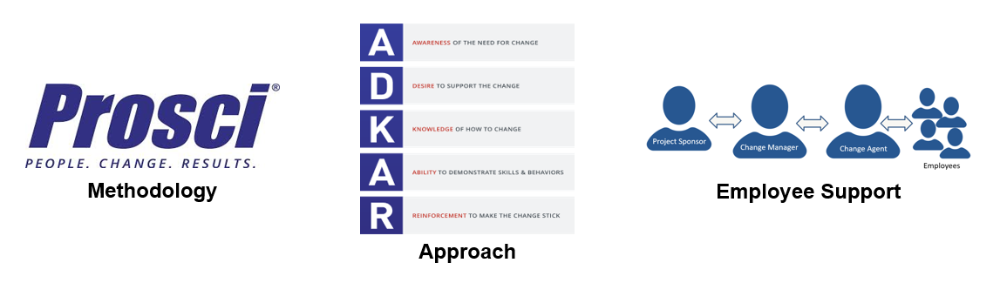 Prosci®
PEOPLE. CHANGE. RESULTS.
Methodology
A AWARENESS OF THE NEED FOR CHANGE
D DESIRE TO SUPPORT THE CHANGE
K KNOWLEDGE OF HOW TO CHANGE
A ABILITY TO DEMONSTRATE SKILLS & BEHAVIORS
R REINFORCEMENT TO MAKE THE CHANGE STICK
Approach
Project Sponsor
Change Manager
Change Agent
Employees
Employee Support